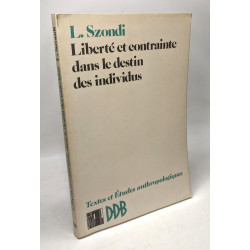 L. Szondi
Liberté et contrainte
dans le destin
des individus
Textes et Études anthropologiques
DDB